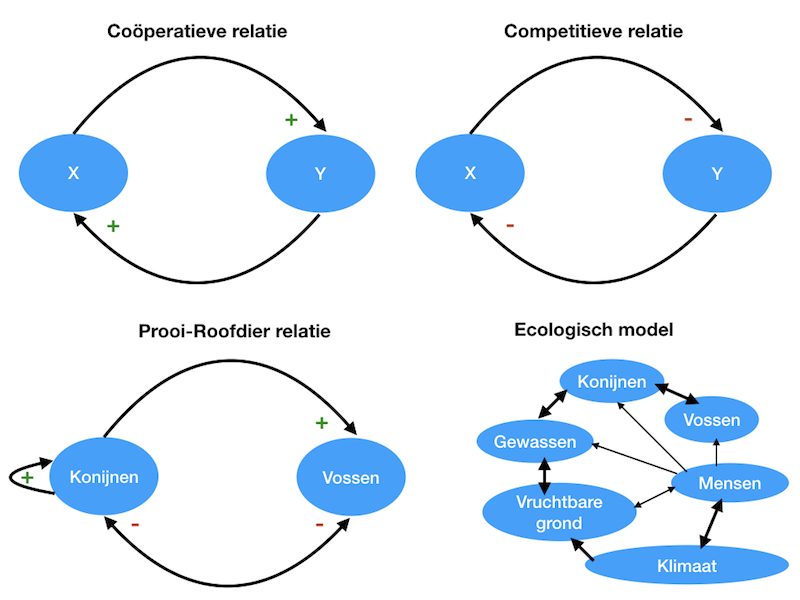 Coöperatieve relatie
X
+
Y
+
Competitieve relatie
X
-
Y
-
Prooi-Roofdier relatie
+
Konijnen
+
Vossen
-
-
Ecologisch model
Konijnen
Vossen
Gewassen
Mensen
Vruchtbare
grond
Klimaat